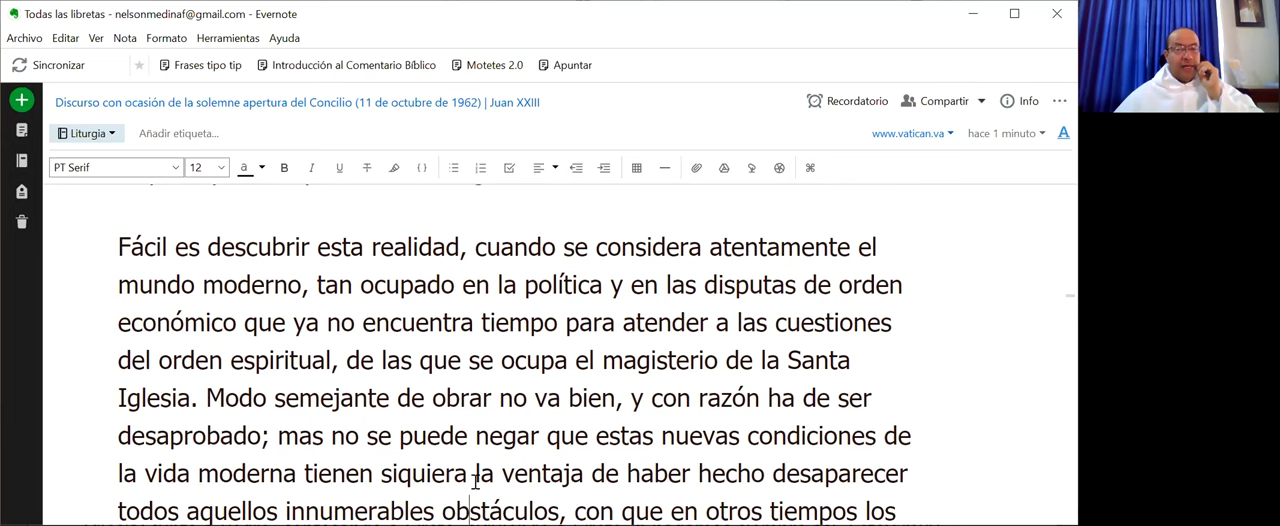 Todas las libretas - nelsonmedinaf@gmail.com - Evernote
Archivo Editar Ver Nota Formato Herramientas Ayuda
Sincronizar Frases tipo tip Introducción al Comentario Bíblico Motetes 2.0 Apuntar
Discurso con ocasión de la solemne apertura del Concilio (11 de octubre de 1962) | Juan XXIII Recordatorio Compartir Info
Liturgia Añadir etiqueta... www.vatican.va hace 1 minuto A
PT Serif 12 a B I U T
Fácil es descubrir esta realidad, cuando se considera atentamente el
mundo moderno, tan ocupado en la política y en las disputas de orden
económico que ya no encuentra tiempo para atender a las cuestiones
del orden espiritual, de las que se ocupa el magisterio de la Santa
Iglesia. Modo semejante de obrar no va bien, y con razón ha de ser
desaprobado; mas no se puede negar que estas nuevas condiciones de
la vida moderna tienen siquiera la ventaja de haber hecho desaparecer
todos aquellos innumerables obstáculos, con que en otros tiempos los